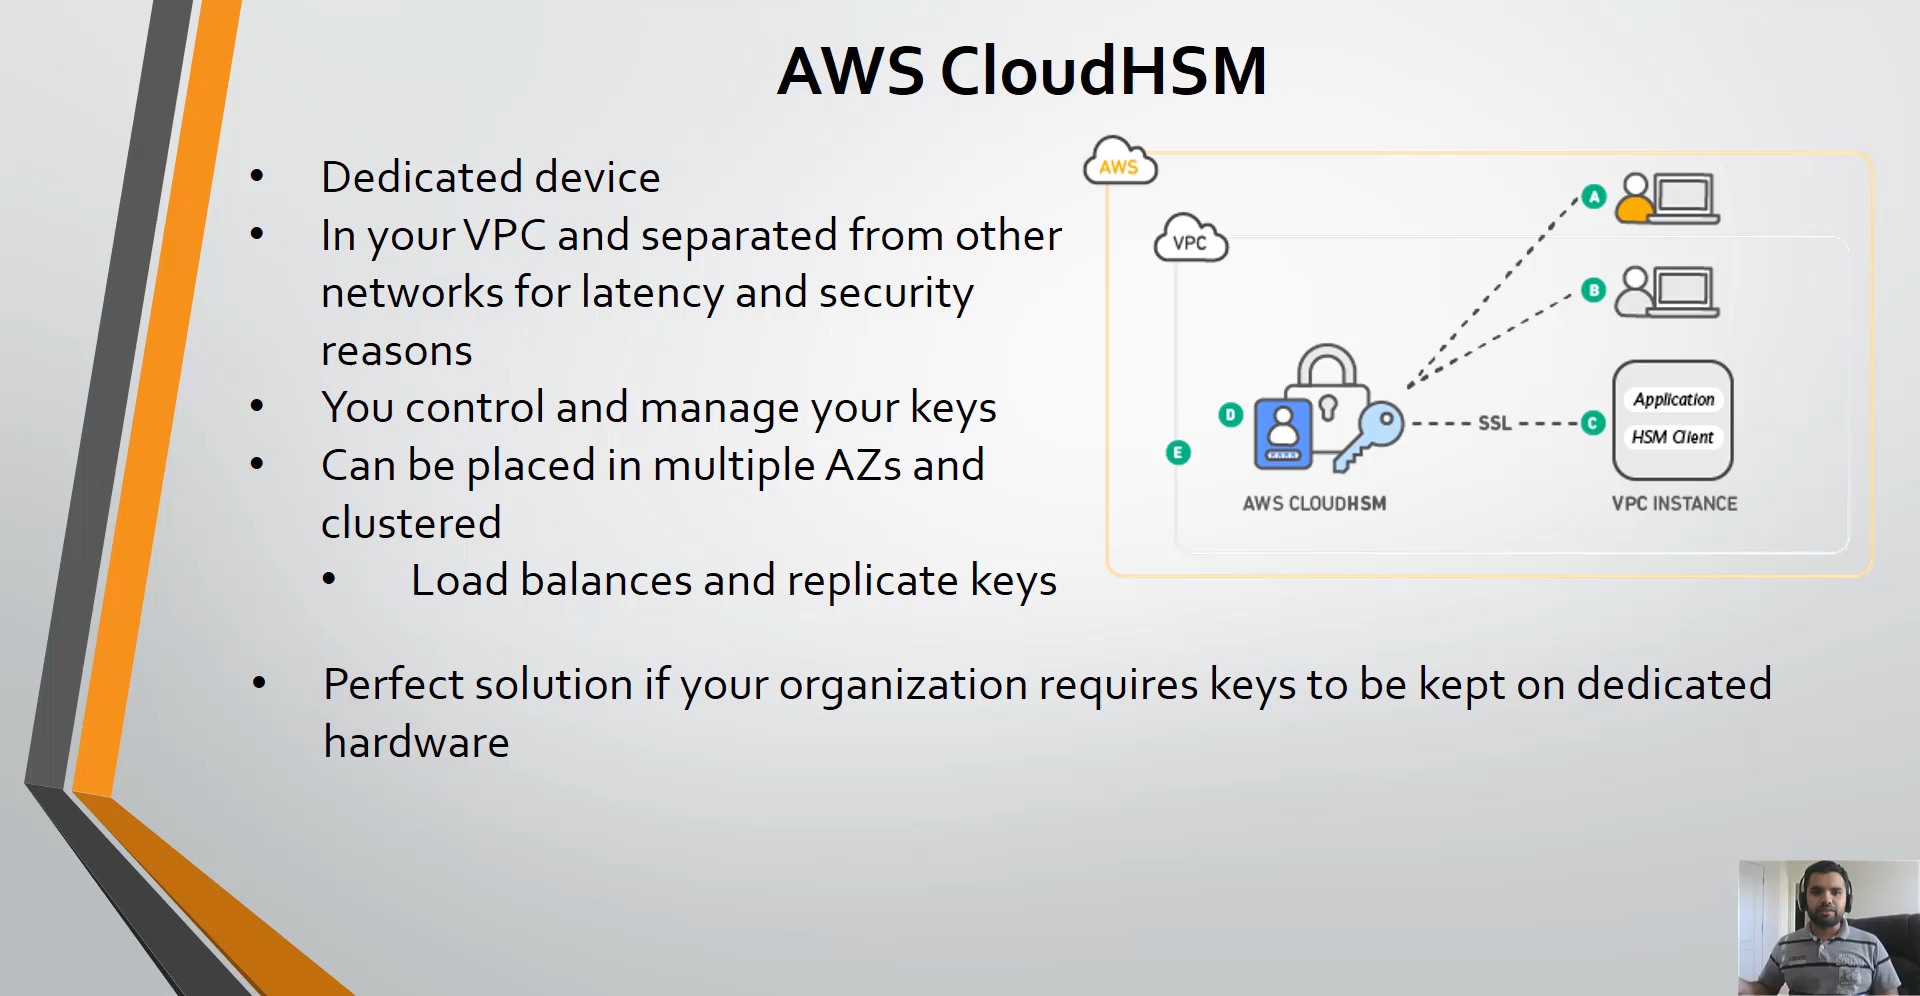 AWS CloudHSM
• Dedicated device
• In your VPC and separated from other
networks for latency and security
reasons
• You control and manage your keys
• Can be placed in multiple AZs and
clustered
• Load balances and replicate keys
• Perfect solution if your organization requires keys to be kept on dedicated
hardware
AWS
VPC
A
B
Application
D
SSL
C
HSM Client
E
AWS CLOUDHSM
VPC INSTANCE